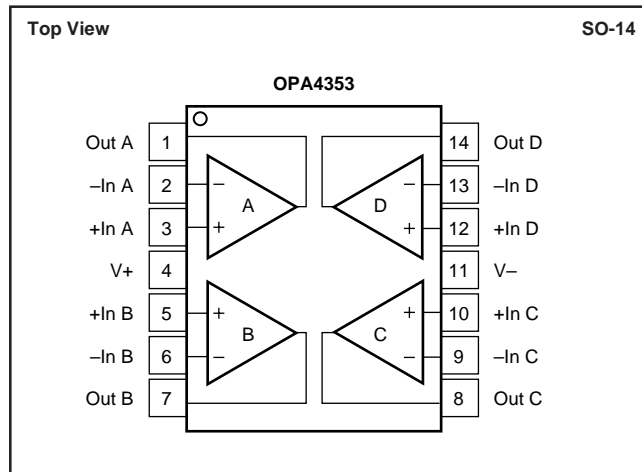 Top View SO-14
OPA4353
Out A 1 14 Out D
–In A 2 – – 13 –In D
A D
+In A 3 + + 12 +In D
V+ 4 11 V–
+In B 5 + + 10 +In C
B C
–In B 6 – – 9 –In C
Out B 7 8 Out C